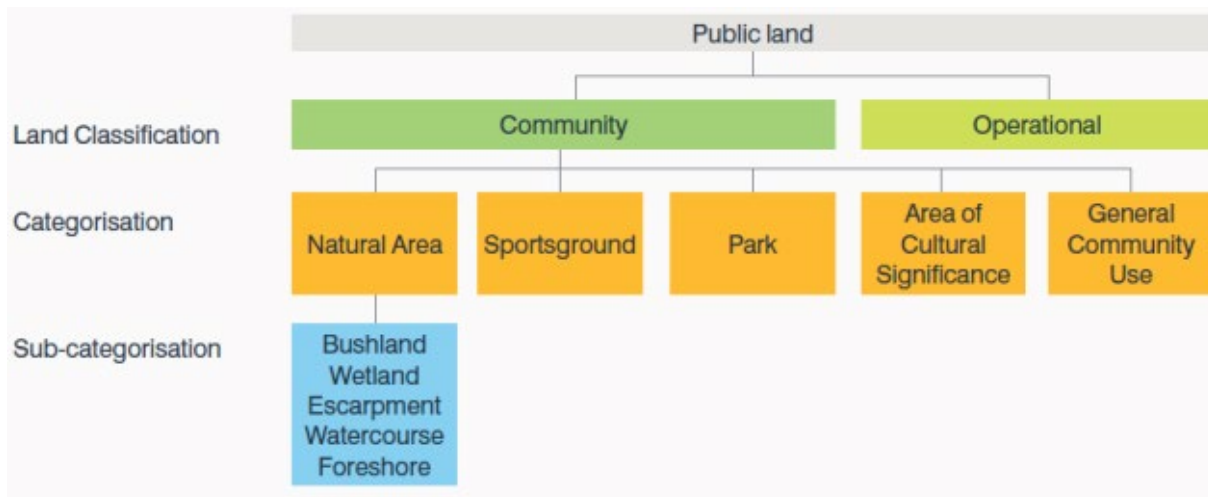 Public land
Land Classification
Community
Operational
Categorisation
Natural Area
Sportsground
Park
Area of
Cultural
Significance
General
Community
Use
Sub-categorisation
Bushland
Wetland
Escarpment
Watercourse
Foreshore